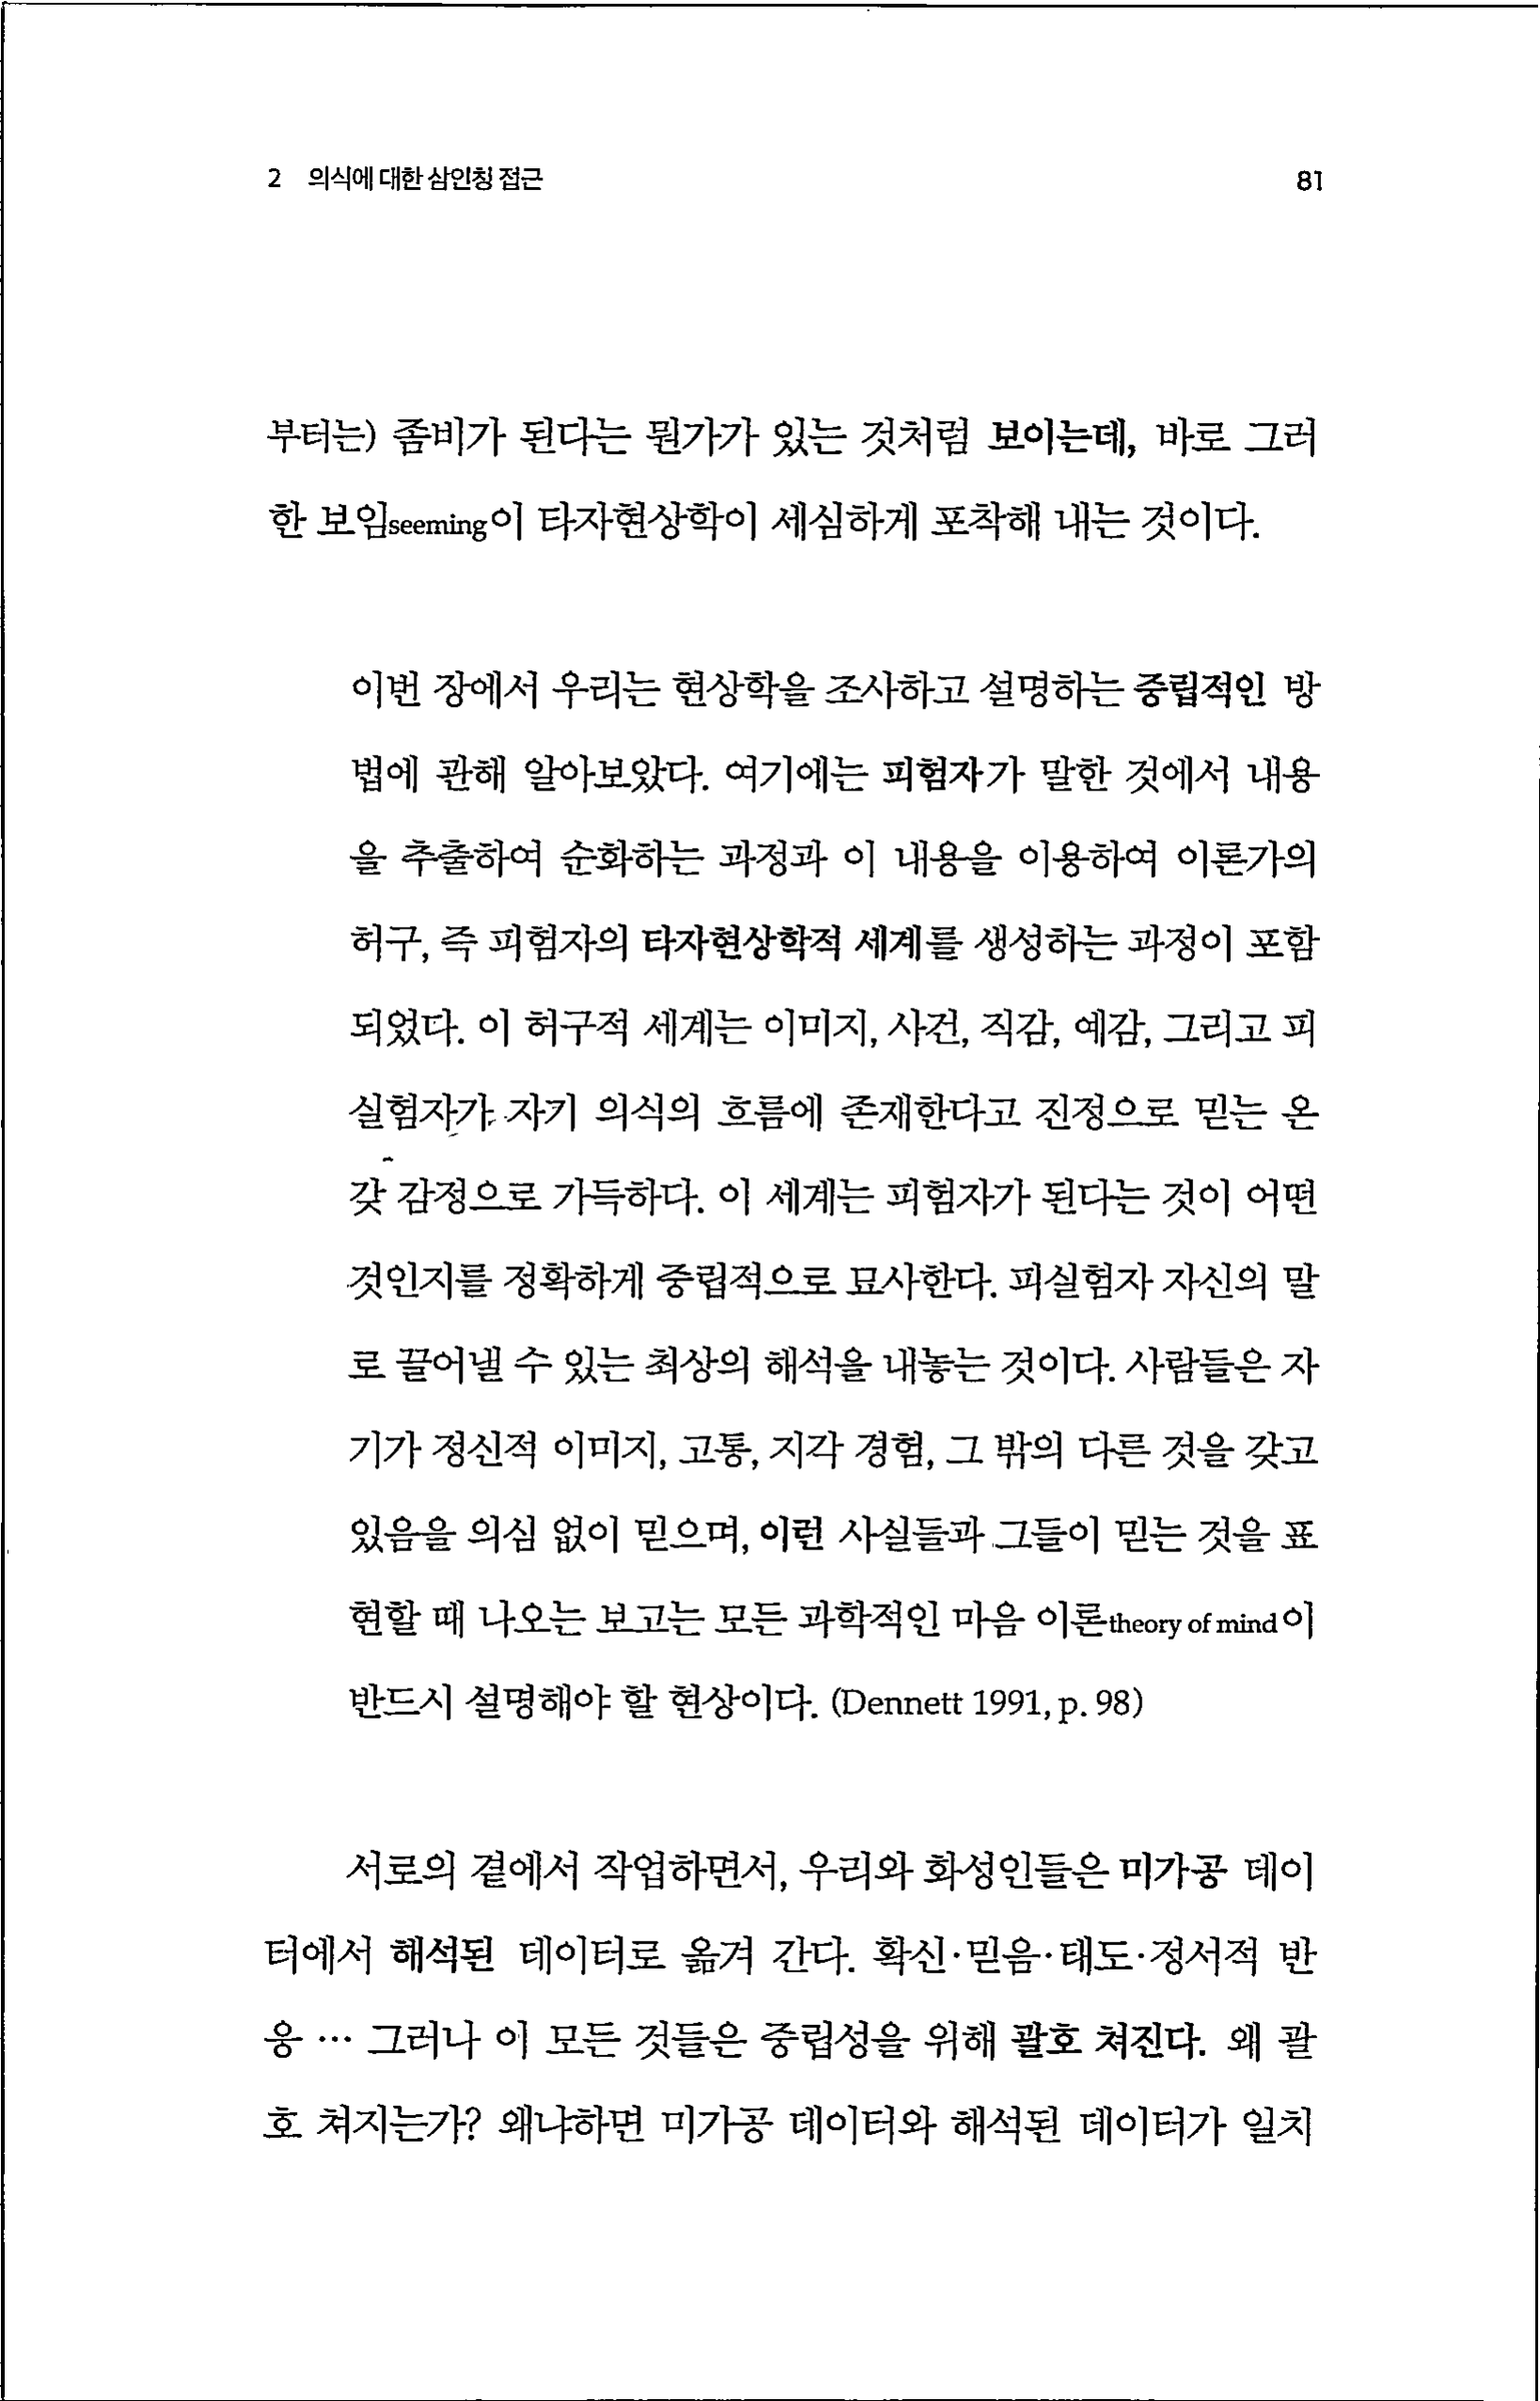 2 의식에 대한 삼인칭 접근 81
부터는) 좀비가 된다는 뭔가가 있는 것처럼 보이는데, 바로 그러
한 보임seeming이 타자현상학이 세심하게 포착해 내는 것이다.
이번 장에서 우리는 현상학을 조사하고 설명하는 중립적인 방
법에 관해 알아보았다. 여기에는 피험자가 말한 것에서 내용
을 추출하여 순화하는 과정과 이 내용을 이용하여 이론가의
허구, 즉 피험자의 타자현상학적 세계를 생성하는 과정이 포함
되었다. 이 허구적 세계는 이미지, 사건, 직감, 예감, 그리고 피
실험자가 자기 의식의 흐름에 존재한다고 진정으로 믿는 온
갖 감정으로 가득하다. 이 세계는 피험자가 된다는 것이 어떤
것인지를 정확하게 중립적으로 묘사한다. 피실험자 자신의 말
로 끌어낼 수 있는 최상의 해석을 내놓는 것이다. 사람들은 자
기가 정신적 이미지, 고통, 지각 경험, 그 밖의 다른 것을 갖고
있음을 의심 없이 믿으며, 이런 사실들과 그들이 믿는 것을 표
현할 때 나오는 보고는 모든 과학적인 마음 이론theory of mind이
반드시 설명해야 할 현상이다. (Dennett 1991, p. 98)
서로의 곁에서 작업하면서, 우리와 화성인들은 미가공 데이
터에서 해석된 데이터로 옮겨 간다. 확신·믿음·태도·정서적 반
응 … 그러나 이 모든 것들은 중립성을 위해 괄호 쳐진다. 왜 괄
호 쳐지는가? 왜냐하면 미가공 데이터와 해석된 데이터가 일치